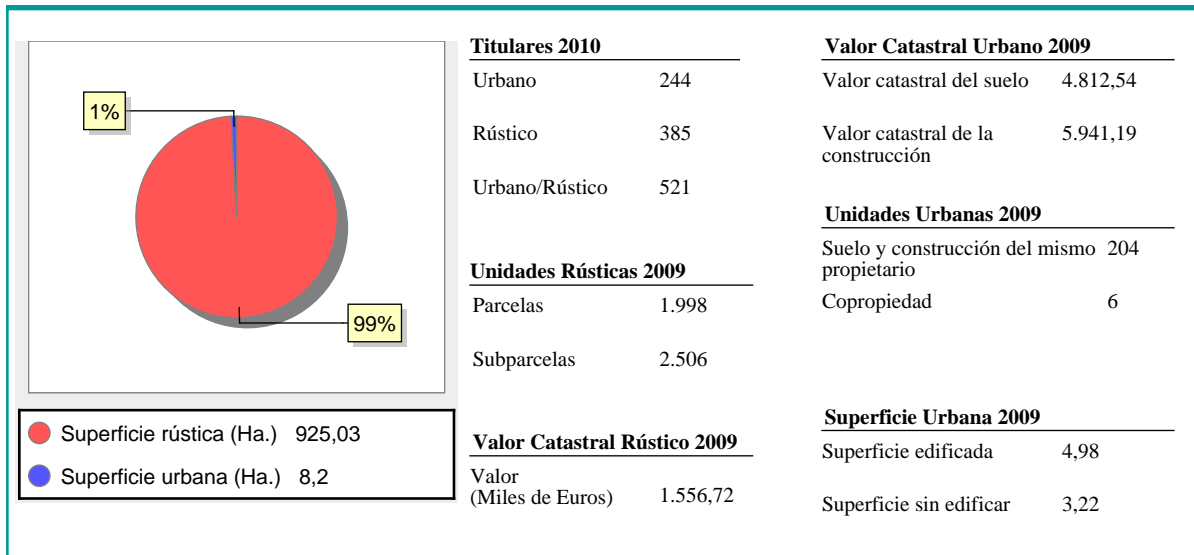 1%
99%
Superficie rústica (Ha.) 925,03
Superficie urbana (Ha.) 8,2
Titulares 2010
Urbano 244
Rústico 385
Urbano/Rústico 521
Unidades Rústicas 2009
Parcelas 1.998
Subparcelas 2.506
Valor Catastral Rústico 2009
Valor
(Miles de Euros) 1.556,72
Valor Catastral Urbano 2009
Valor catastral del suelo 4.812,54
Valor catastral de la 5.941,19
construcción
Unidades Urbanas 2009
Suelo y construcción del mismo 204
propietario
Copropiedad 6
Superficie Urbana 2009
Superficie edificada 4,98
Superficie sin edificar 3,22